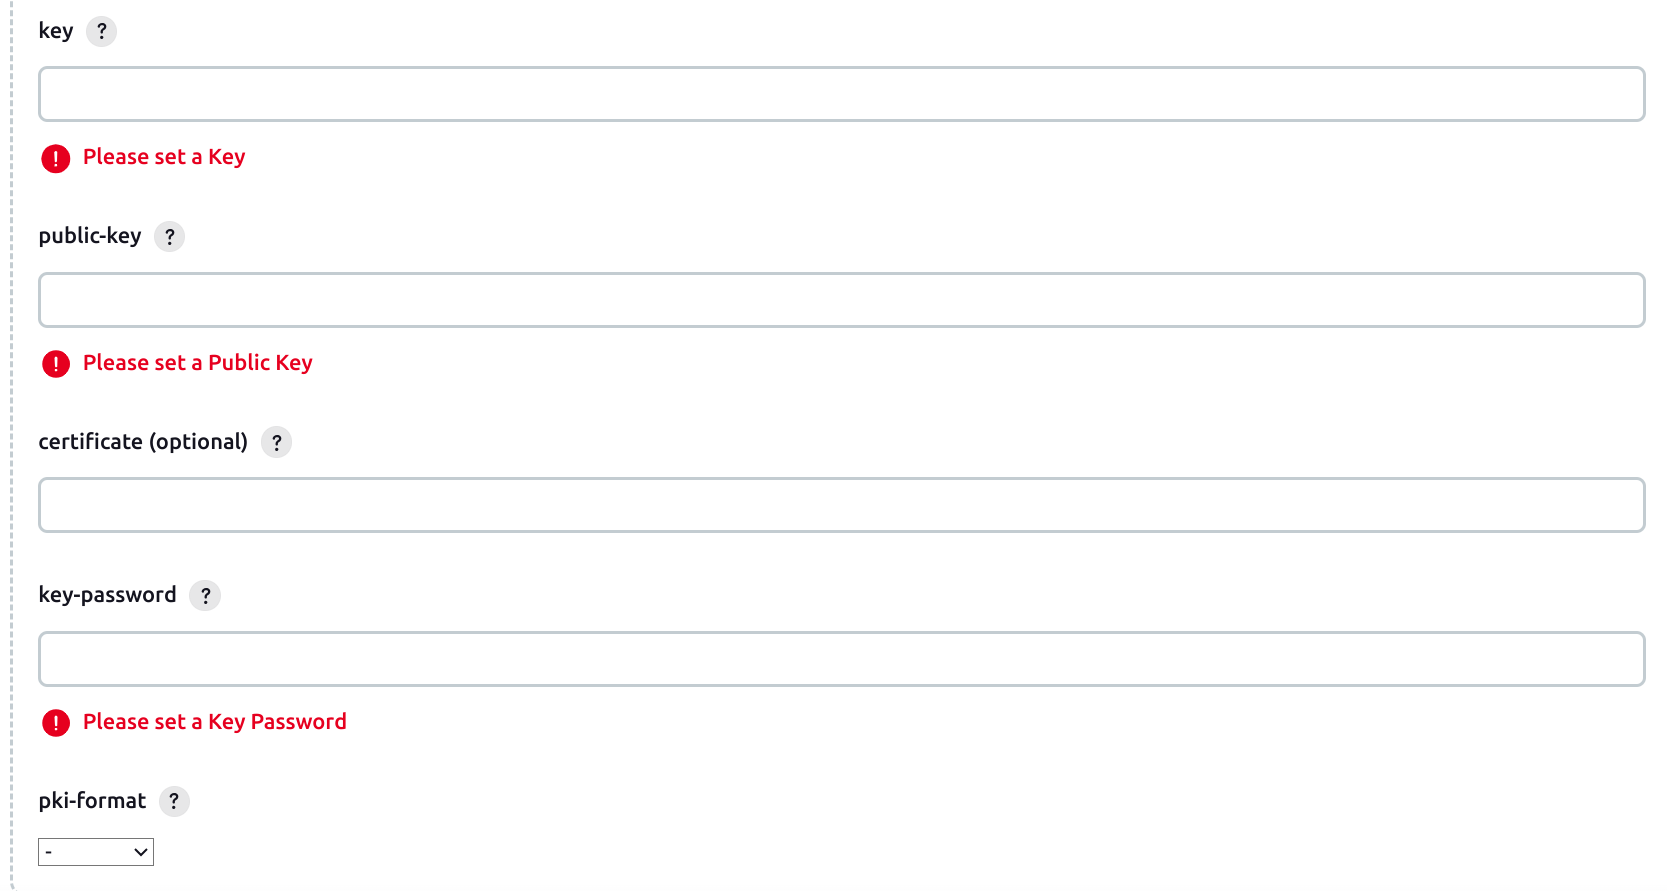 key ?
! Please set a Key
public-key ?
! Please set a Public Key
certificate (optional) ?
key-password ?
! Please set a Key Password
pki-format ?
-